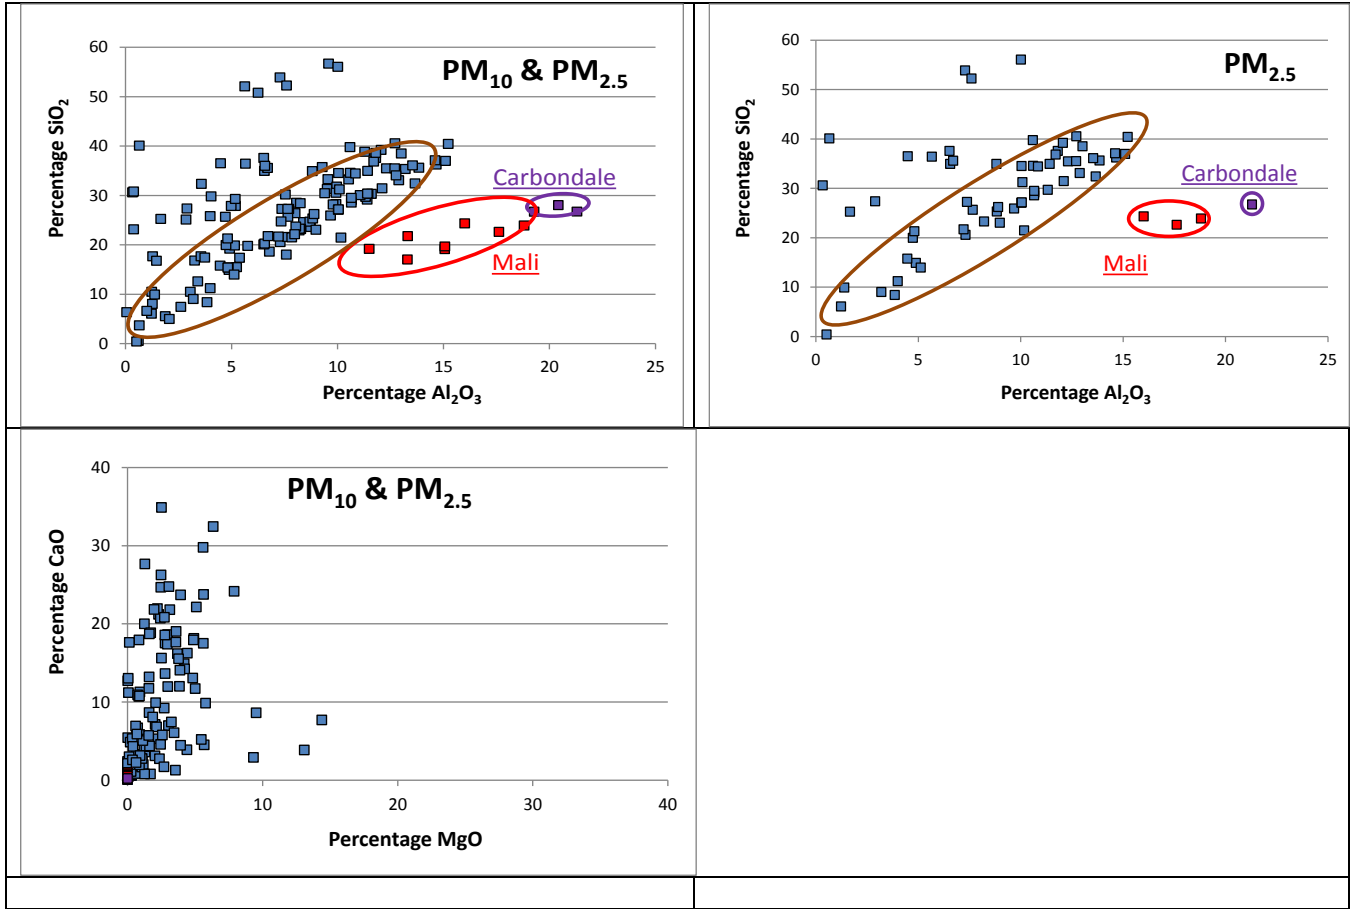 PM10 & PM2.5
Percentage SiO2
60
50
40
30
20
10
0
Carbondale
Mali
0 5 10 15 20 25
Percentage Al2O3
PM2.5
Percentage SiO2
60
50
40
30
20
10
0
Carbondale
Mali
0 5 10 15 20 25
Percentage Al2O3
PM10 & PM2.5
Percentage CaO
40
30
20
10
0
0 10 20 30 40
Percentage MgO